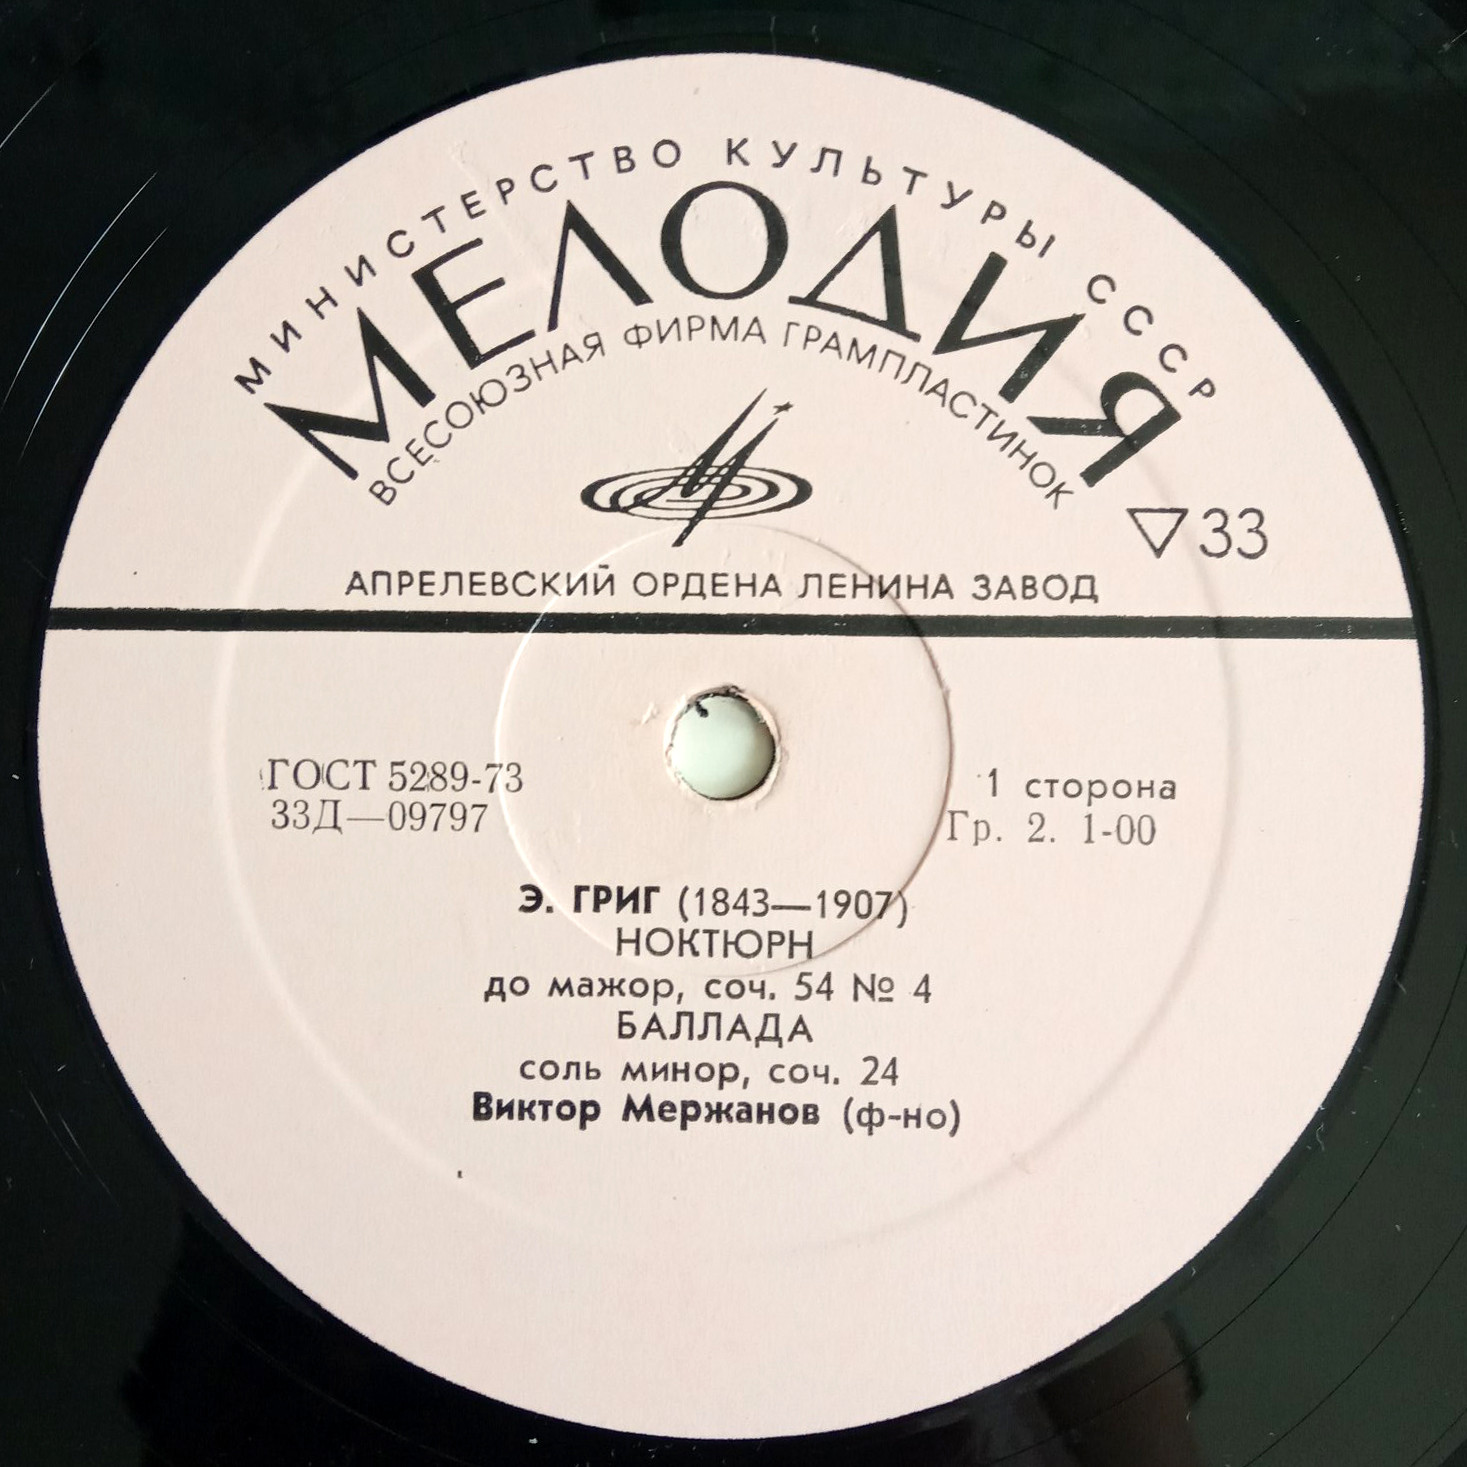 МИНИСТЕРСТВО КУЛЬТУРЫ СССР
МЕЛОДИЯ
ВСЕСОЮЗНАЯ ФИРМА ГРАМПЛАСТИНОК
▽33
АПРЕЛЕВСКИЙ ОРДЕНА ЛЕНИНА ЗАВОД
ГОСТ 5289-73
33Д—09797
1 сторона
Гр. 2. 1-00
Э. ГРИГ (1843—1907)
НОКТЮРН
до мажор, соч. 54 № 4
БАЛЛАДА
соль минор, соч. 24
Виктор Мержанов (ф-но)